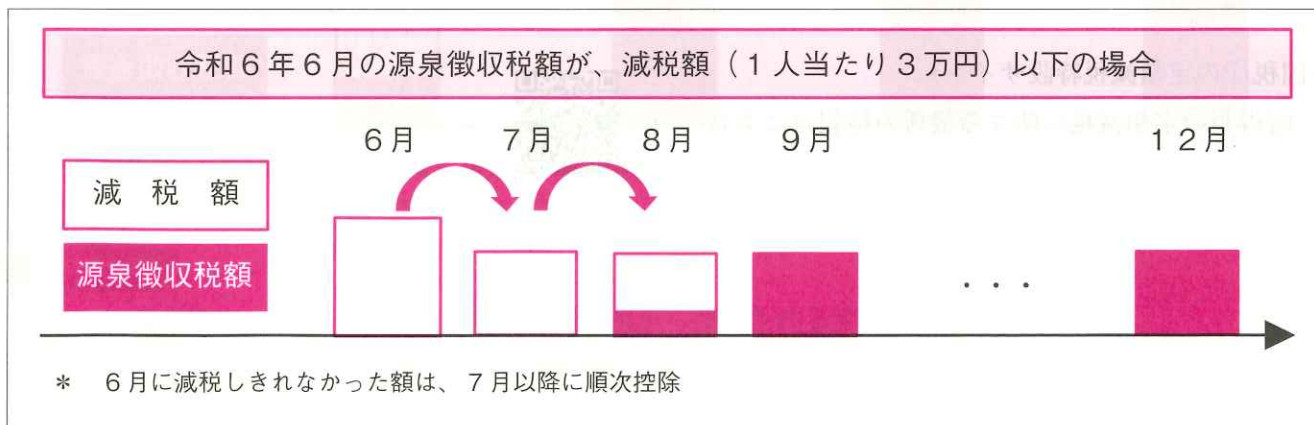 令和６年６月の源泉徴収税額が、減税額（１人当たり３万円）以下の場合
６月 ７月 ８月 ９月 １２月
減 税 額
源泉徴収税額
・・・
＊ ６月に減税しきれなかった額は、７月以降に順次控除